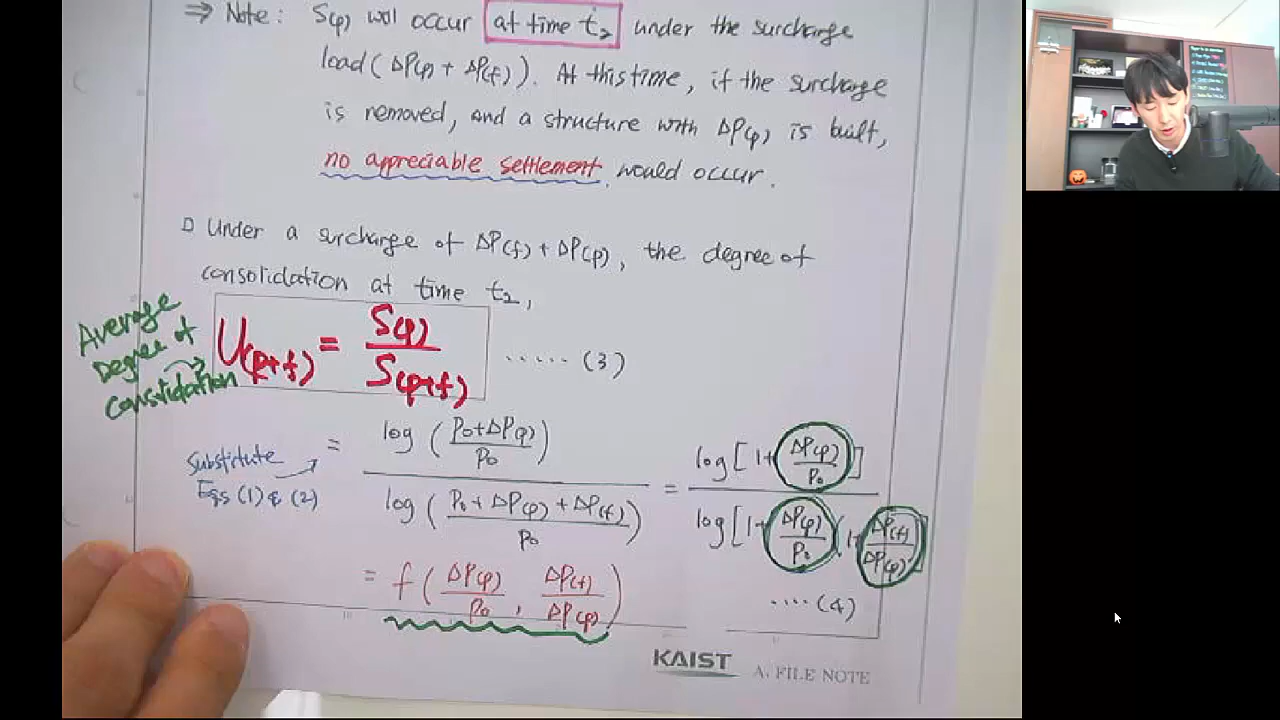 ⇒ Note: S(p) will occur at time t₂ under the surcharge
load (ΔP(p) + ΔP(f)). At this time, if the surcharge
is removed, and a structure with ΔP(p) is built,
no appreciable settlement would occur.
□ Under a surcharge of ΔP(f) + ΔP(p), the degree of
consolidation at time t₂,
Average
Degree of
Consolidation →
U(p+f) = S(p) / S(p+f) ····· (3)
Substitute
Eqs (1) & (2)
= log (P₀+ΔP(p) / P₀) / log (P₀ + ΔP(p) + ΔP(f) / P₀) = log [1+ ΔP(p)/P₀] / log [1+ ΔP(p)/P₀ (1+ ΔP(f)/ΔP(p))]
····(4)
= f (ΔP(p)/P₀, ΔP(f)/ΔP(p))
KAIST A. FILE NOTE